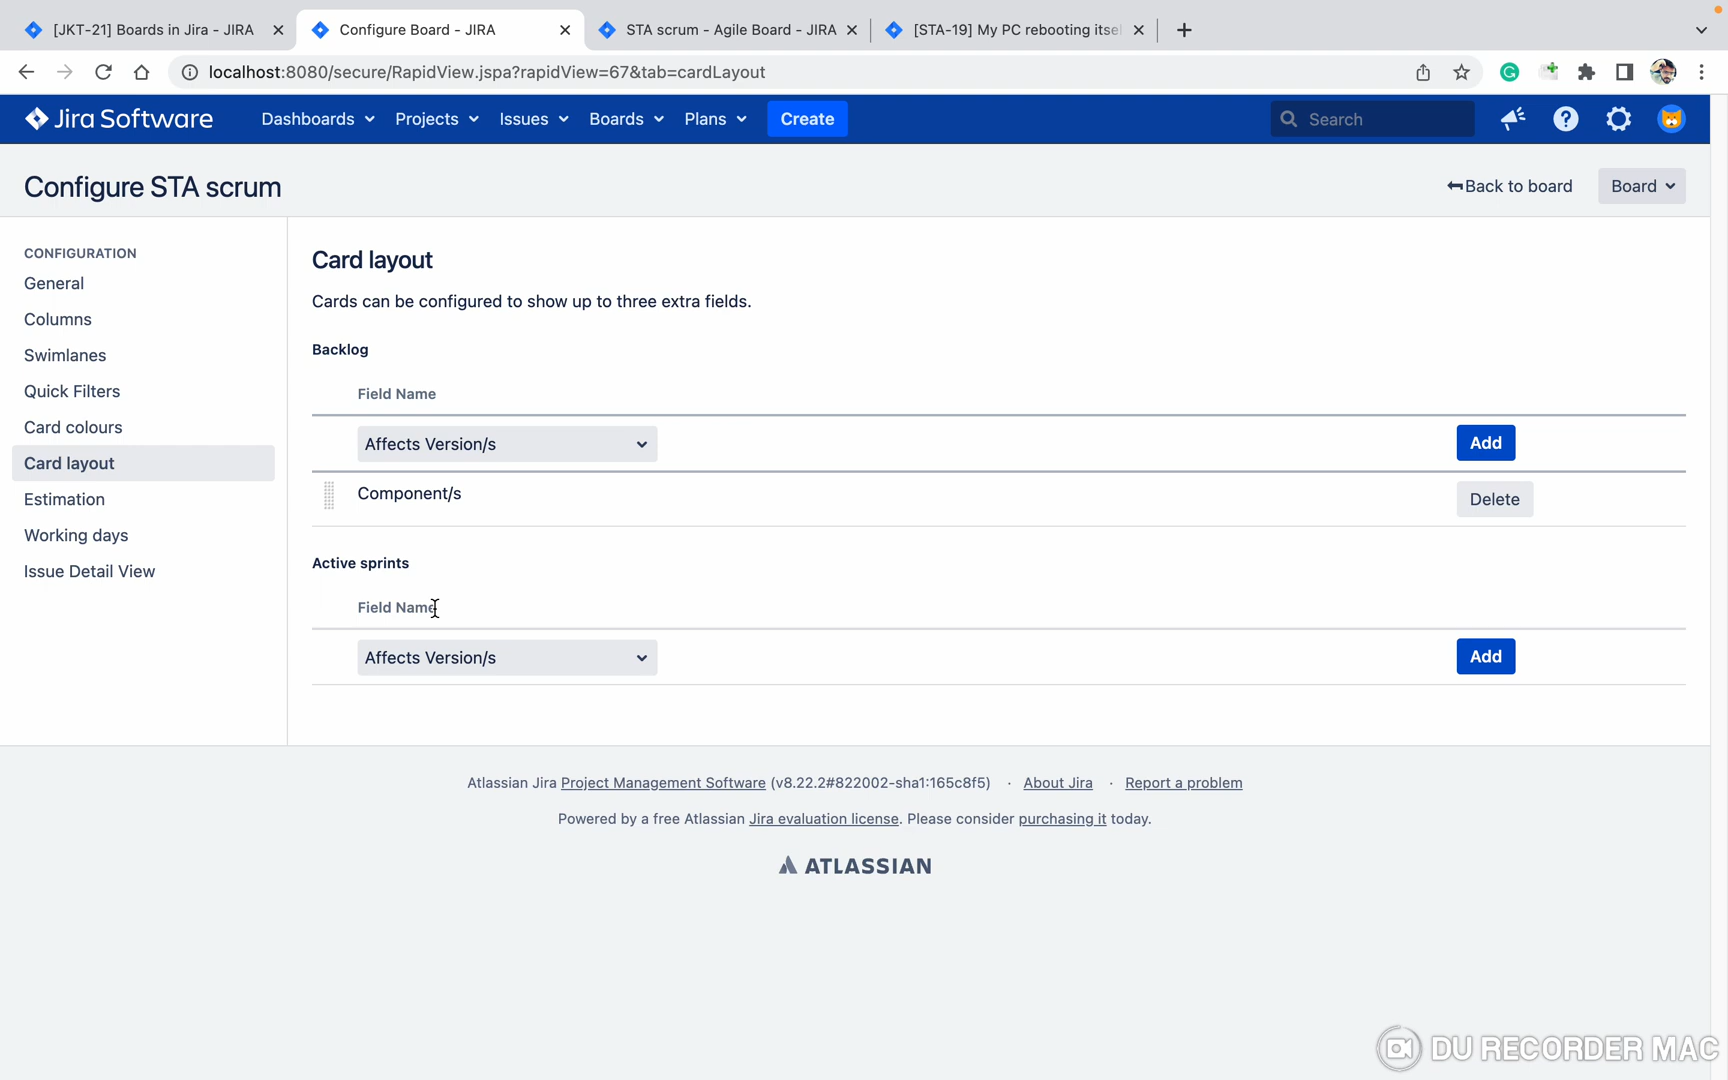 [JKT-21] Boards in Jira - JIRA
Configure Board - JIRA
STA scrum - Agile Board - JIRA
[STA-19] My PC rebooting itse
localhost:8080/secure/RapidView.jspa?rapidView=67&tab=cardLayout
Jira Software
Dashboards
Projects
Issues
Boards
Plans
Create
Search
Configure STA scrum
Back to board
Board
CONFIGURATION
General
Columns
Swimlanes
Quick Filters
Card colours
Card layout
Estimation
Working days
Issue Detail View
Card layout
Cards can be configured to show up to three extra fields.
Backlog
Field Name
Affects Version/s
Add
Component/s
Delete
Active sprints
Field Name
Affects Version/s
Add
Atlassian Jira Project Management Software (v8.22.2#822002-sha1:165c8f5) · About Jira · Report a problem
Powered by a free Atlassian Jira evaluation license. Please consider purchasing it today.
ATLASSIAN
DU RECORDER MAC